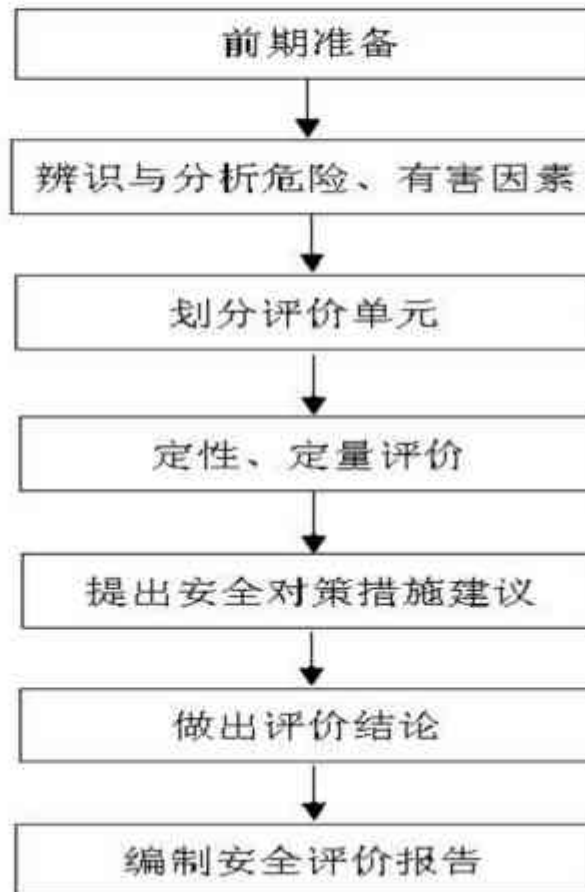 前期准备
辨识与分析危险、有害因素
划分评价单元
定性、定量评价
提出安全对策措施建议
做出评价结论
编制安全评价报告